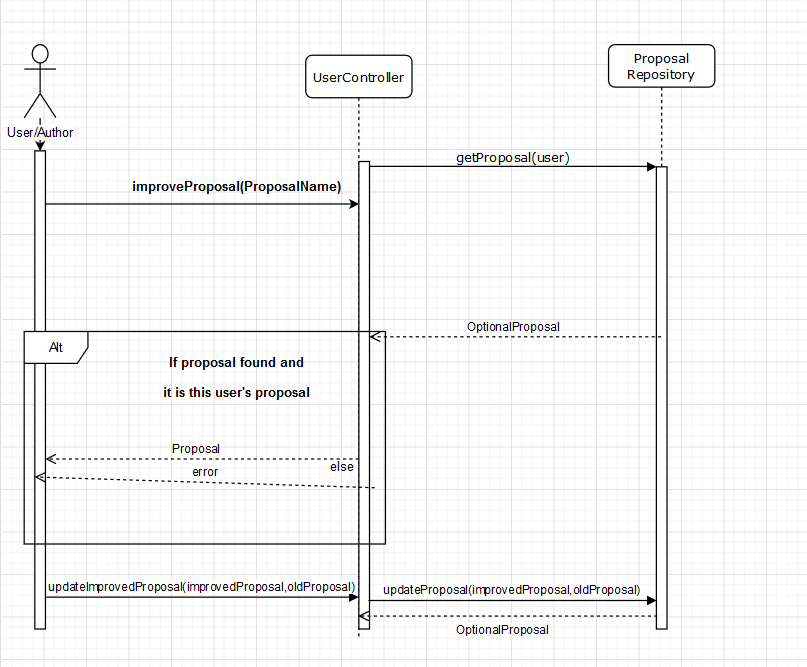 UserController
Proposal
Repository
User/Author
getProposal(user)
improveProposal(ProposalName)
OptionalProposal
Alt
If proposal found and
it is this user's proposal
Proposal
else
error
updateImprovedProposal(improvedProposal,oldProposal)
updateProposal(improvedProposal,oldProposal)
OptionalProposal